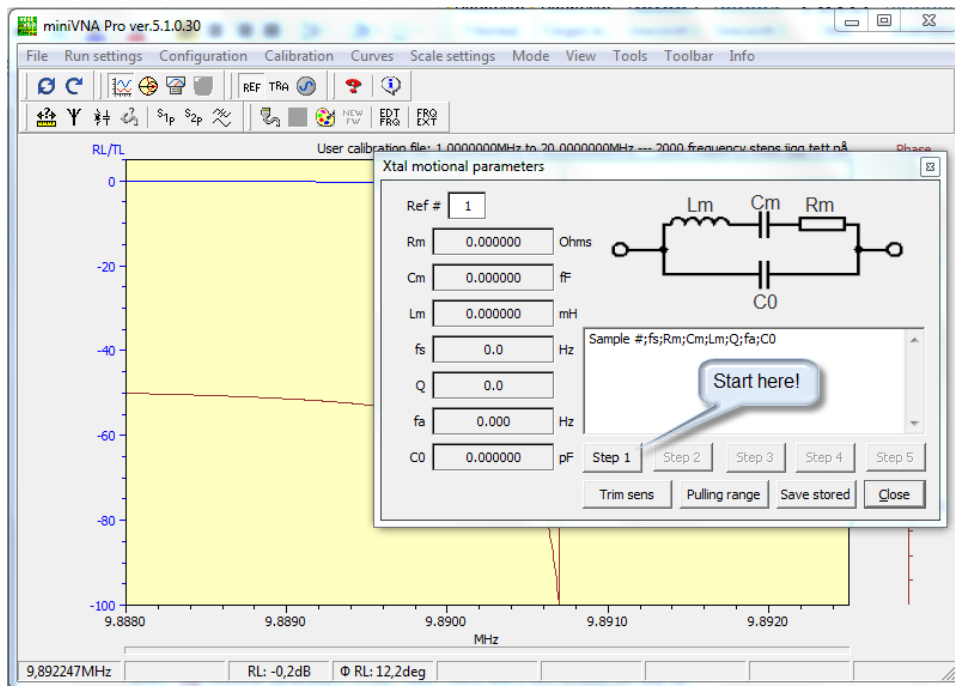 miniVNA Pro ver.5.1.0.30
File Run settings Configuration Calibration Curves Scale settings Mode View Tools Toolbar Info
REF TRA
S1p S2p NEW FW EDT FRQ FRQ EXT
RL/TL User calibration file: 1.0000000MHz to 20.0000000MHz --- 2000 frequency steps jigg tett på Phase
Xtal motional parameters
Ref # 1
Rm 0.000000 Ohms
Cm 0.000000 fF
Lm 0.000000 mH
fs 0.0 Hz
Q 0.0
fa 0.000 Hz
C0 0.000000 pF
Lm Cm Rm
C0
Sample #;fs;Rm;Cm;Lm;Q;fa;C0
Start here!
Step 1 Step 2 Step 3 Step 4 Step 5
Trim sens Pulling range Save stored Close
0
-20
-40
-60
-80
-100
9.8880 9.8890 9.8900 9.8910 9.8920
MHz
9,892247MHz RL: -0,2dB Φ RL: 12,2deg